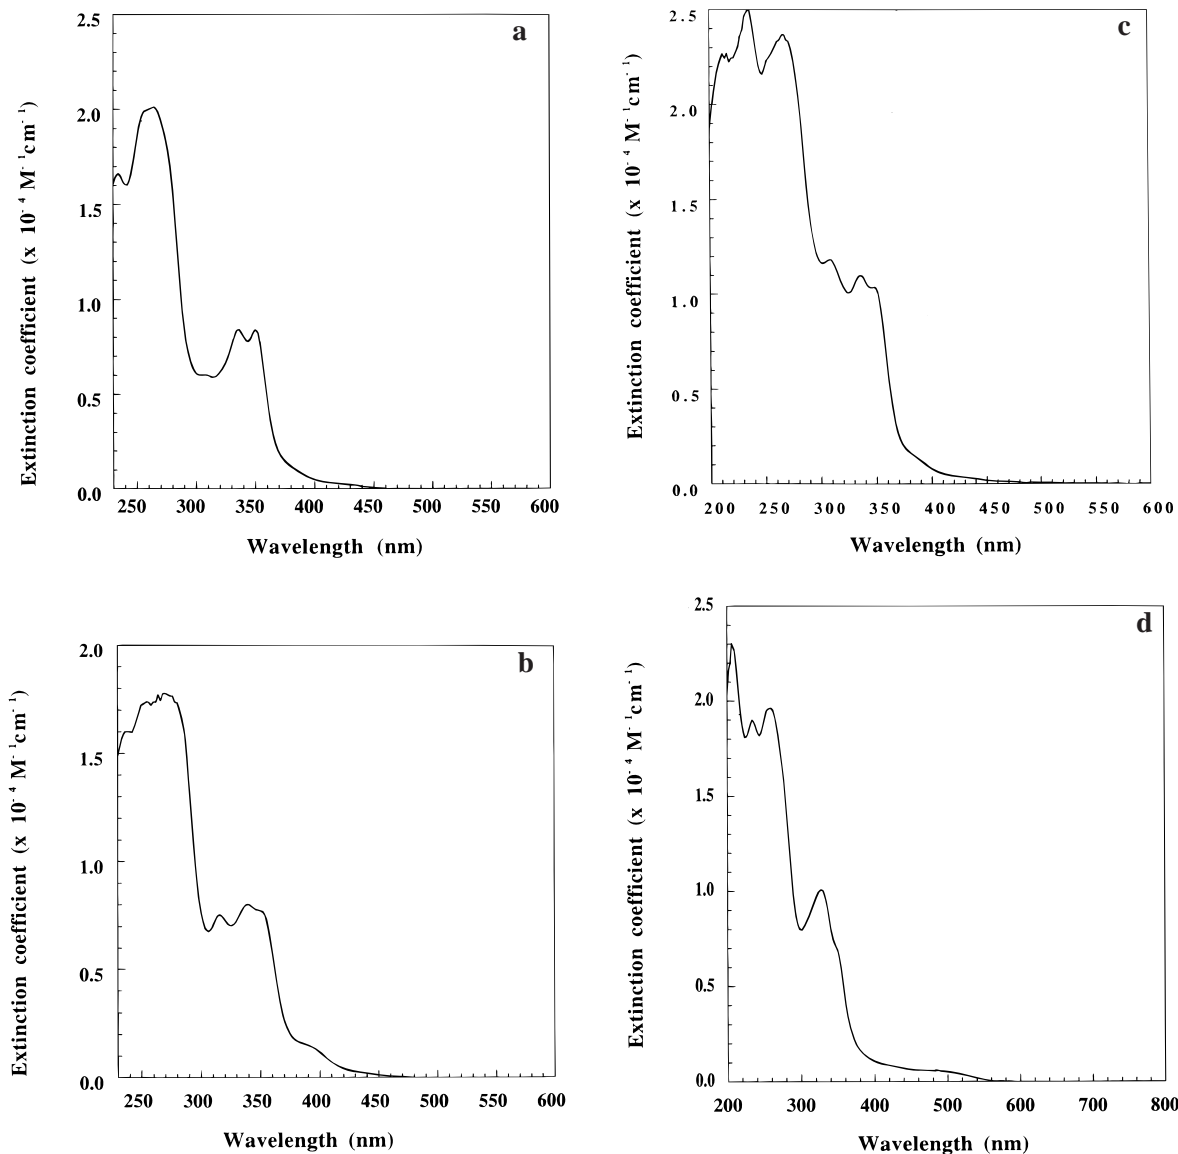 a
2.5
2.0
1.5
1.0
0.5
0.0
Extinction coefficient (x 10⁻⁴ M⁻¹cm⁻¹)
250 300 350 400 450 500 550 600
Wavelength (nm)
c
2.5
2.0
1.5
1.0
0.5
0.0
Extinction coefficient (x 10⁻⁴ M⁻¹cm⁻¹)
200 250 300 350 400 450 500 550 600
Wavelength (nm)
b
2.0
1.5
1.0
0.5
0.0
Extinction coefficient (x 10⁻⁴ M⁻¹cm⁻¹)
250 300 350 400 450 500 550 600
Wavelength (nm)
d
2.5
2.0
1.5
1.0
0.5
0.0
Extinction coefficient (x 10⁻⁴ M⁻¹cm⁻¹)
200 300 400 500 600 700 800
Wavelength (nm)